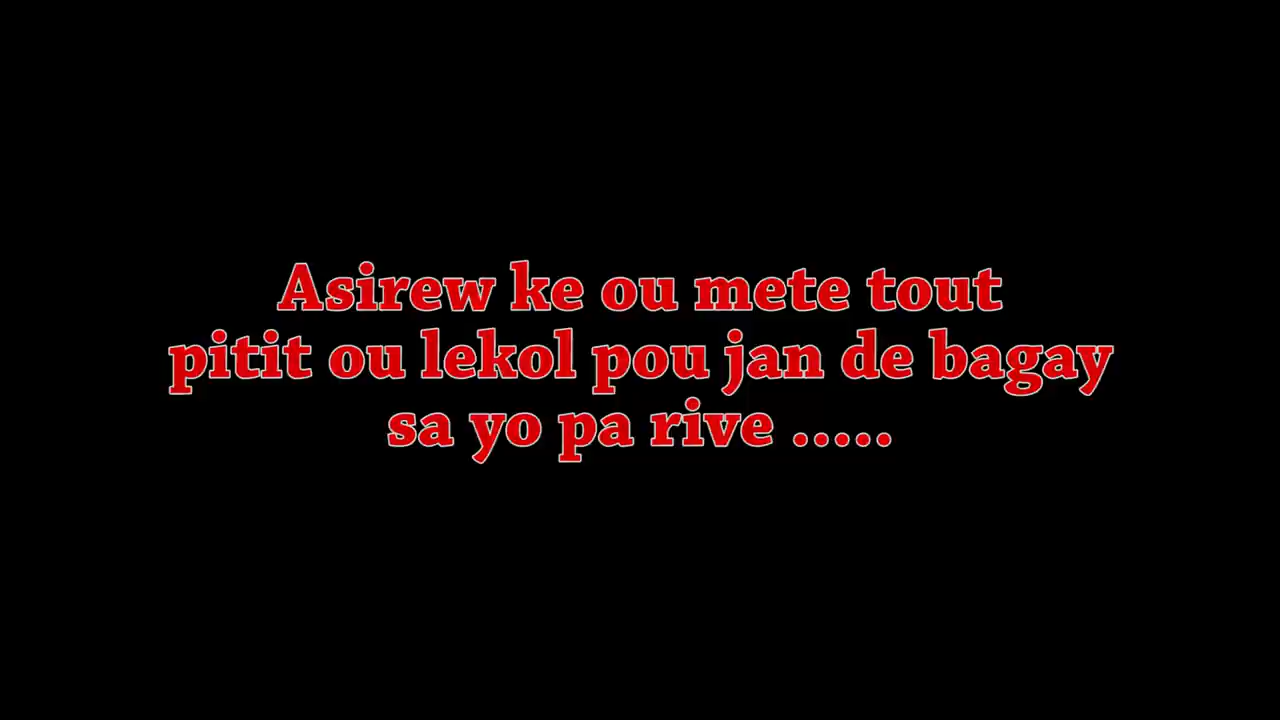 Asirew ke ou mete tout
pitit ou lekol pou jan de bagay
sa yo pa rive .....